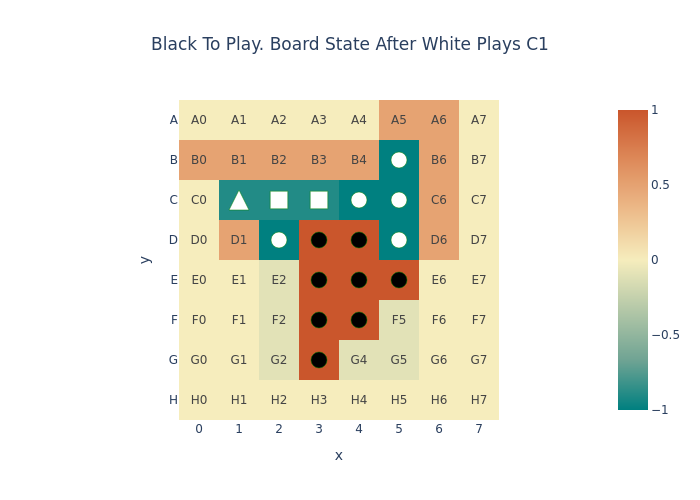 Black To Play. Board State After White Plays C1
A A0 A1 A2 A3 A4 A5 A6 A7
B B0 B1 B2 B3 B4 B6 B7
C C0 C6 C7
D D0 D1 D6 D7
E E0 E1 E2 E6 E7
F F0 F1 F2 F5 F6 F7
G G0 G1 G2 G4 G5 G6 G7
H H0 H1 H2 H3 H4 H5 H6 H7
0 1 2 3 4 5 6 7
x
y
1
0.5
0
−0.5
−1